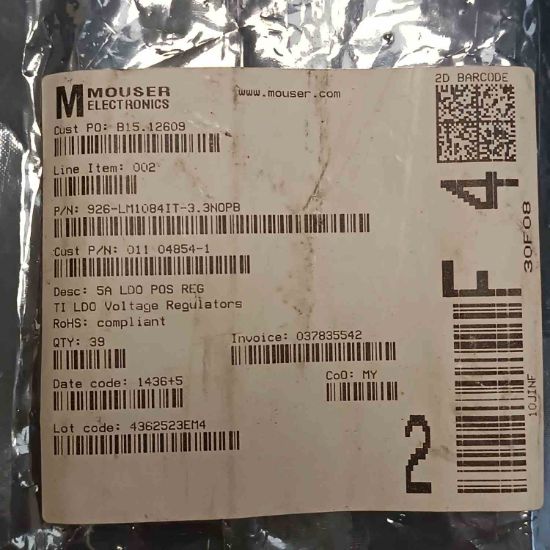 M MOUSER
ELECTRONICS
www.mouser.com
2D BARCODE
Cust PO: B15.12609
Line Item: 002
P/N: 926-LM1084IT-3.3NOPB
Cust P/N: 011 04854-1
Desc: 5A LDO POS REG
TI LDO Voltage Regulators
RoHS: compliant
QTY: 39
Invoice: 037835542
Date code: 1436+5
CoO: MY
Lot code: 4362523EM4
2
F 4
30F08
10JINF